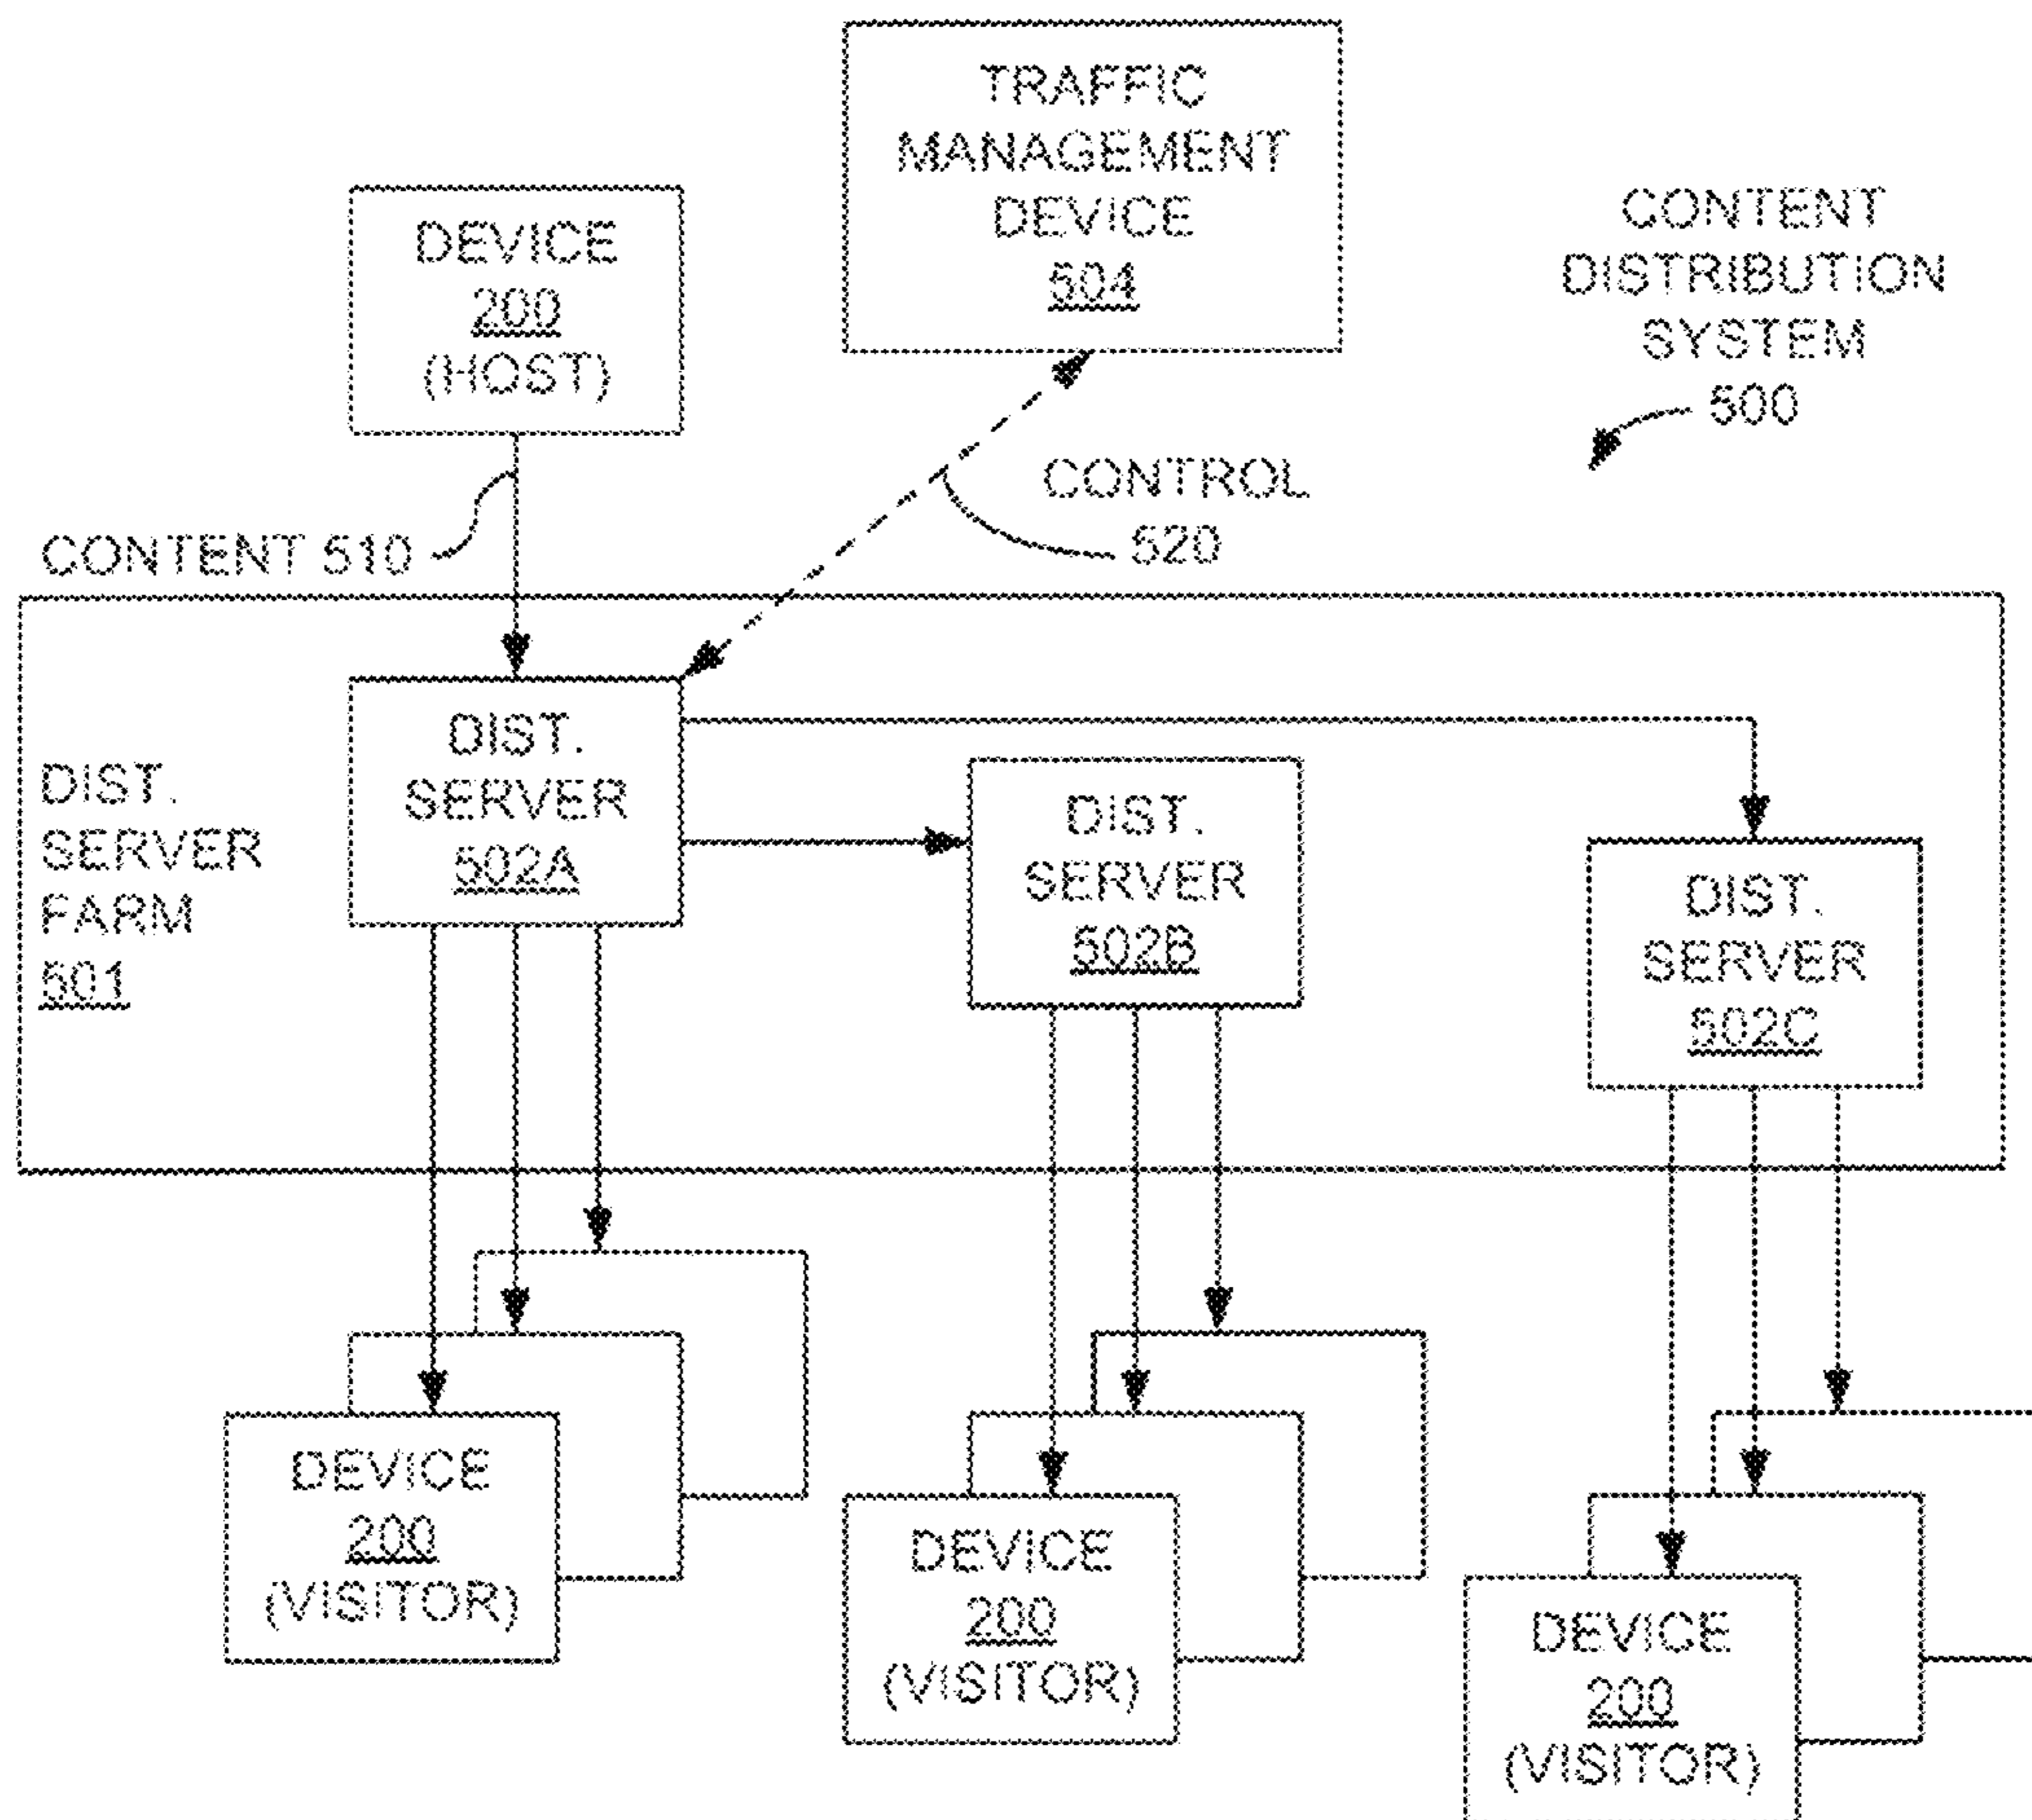 TRAFFIC
MANAGEMENT
DEVICE
504
DEVICE
200
(HOST)
CONTENT
DISTRIBUTION
SYSTEM
500
CONTROL
520
CONTENT 510
DIST.
SERVER
FARM
501
DIST.
SERVER
502A
DIST.
SERVER
502B
DIST.
SERVER
502C
DEVICE
200
(VISITOR)
DEVICE
200
(VISITOR)
DEVICE
200
(VISITOR)